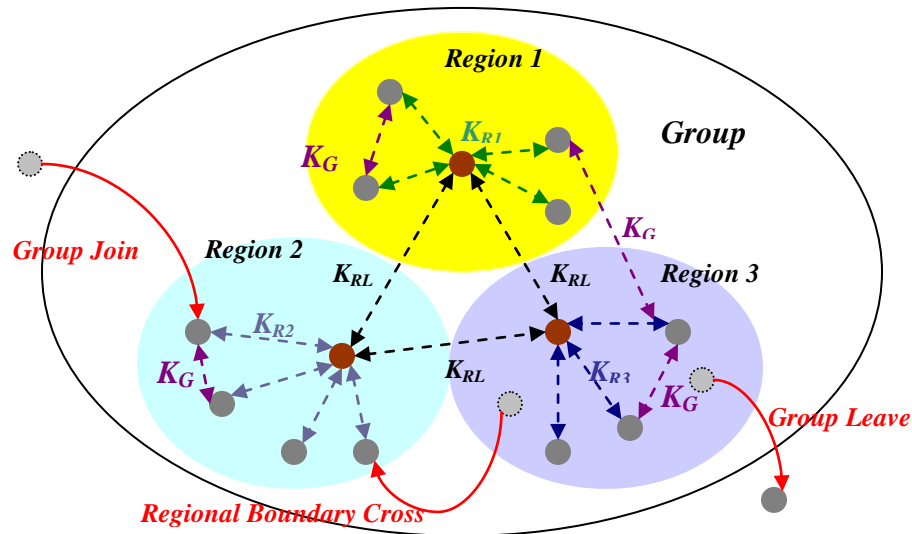 Region 1
Group
K_R1
K_G
K_G
Group Join
Region 2
K_RL
K_RL
Region 3
K_R2
K_G
K_RL
K_R3
K_G
Group Leave
Regional Boundary Cross